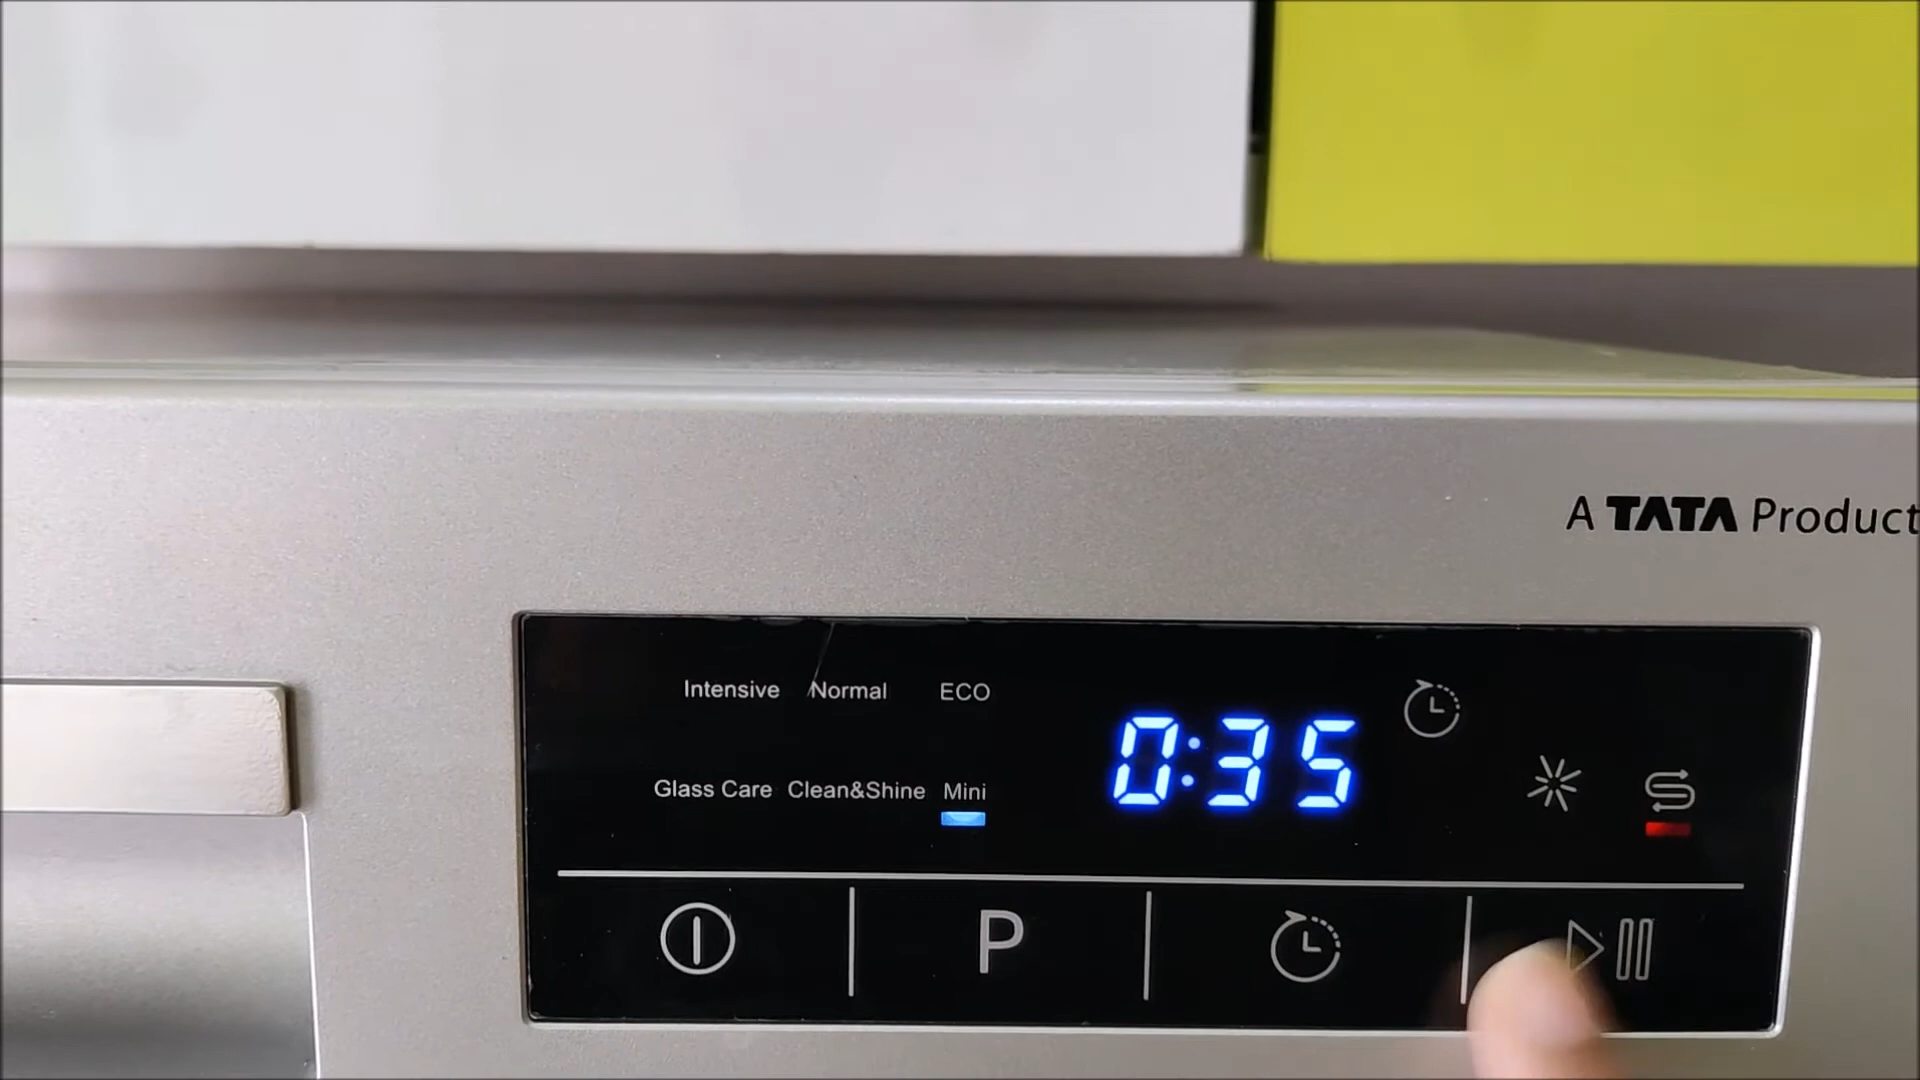 A TATA Product
Intensive Normal ECO
0:35
Glass Care Clean&Shine Mini
P